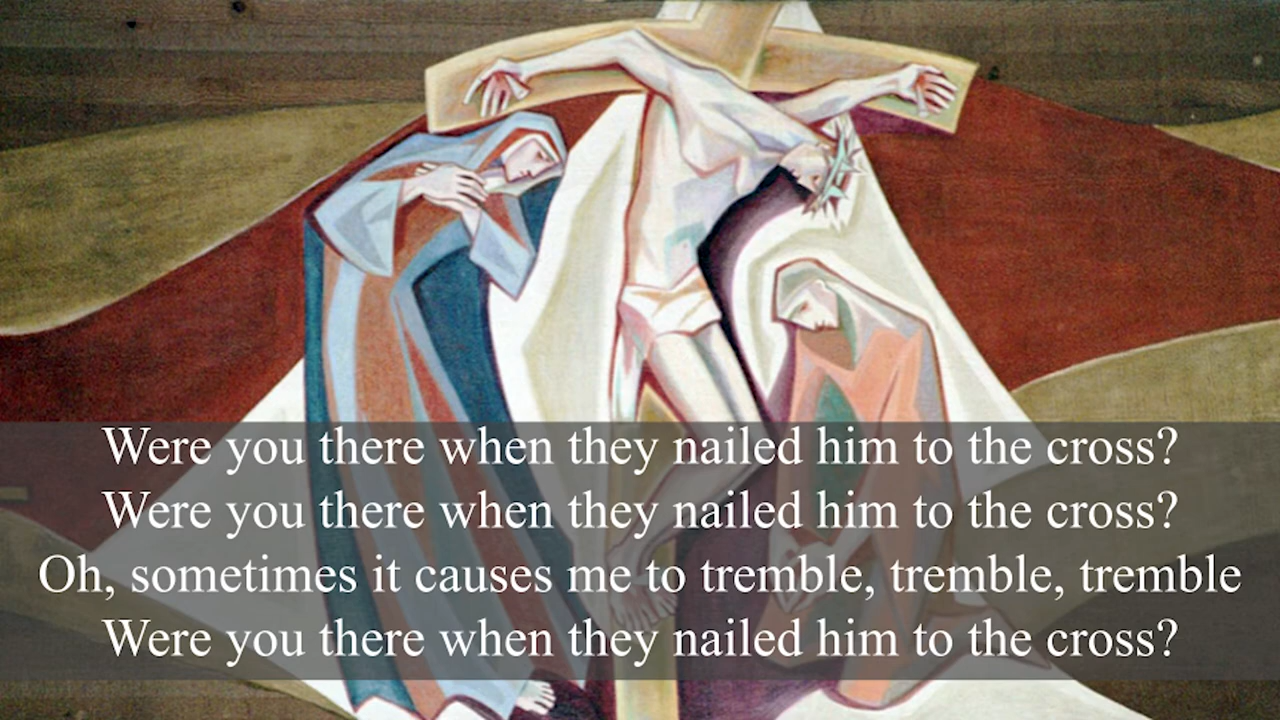 Were you there when they nailed him to the cross?
Were you there when they nailed him to the cross?
Oh, sometimes it causes me to tremble, tremble, tremble
Were you there when they nailed him to the cross?